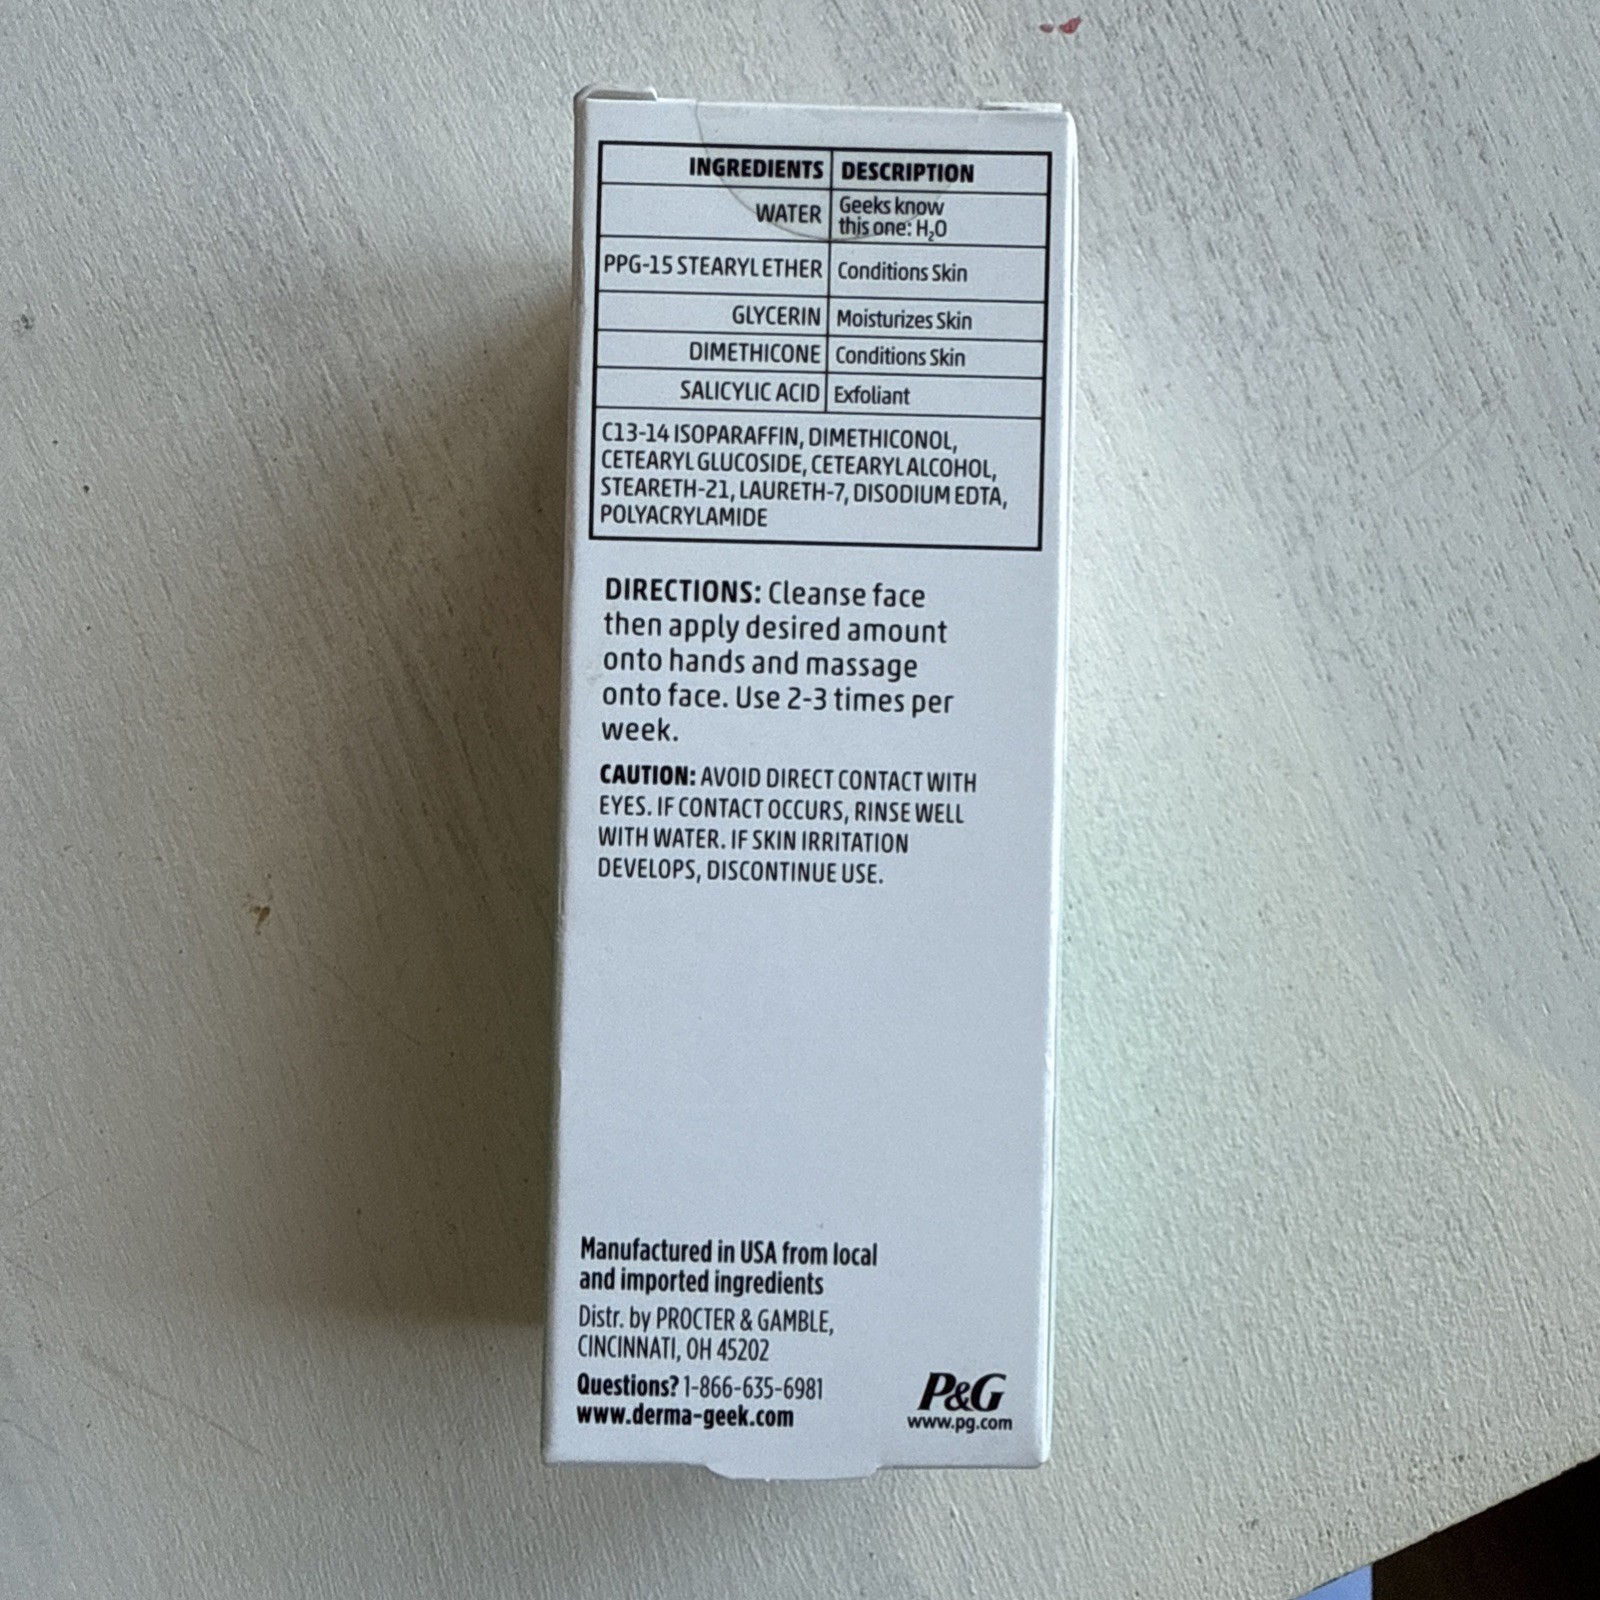 INGREDIENTS DESCRIPTION
WATER Geeks know
this one: H₂O
PPG-15 STEARYL ETHER Conditions Skin
GLYCERIN Moisturizes Skin
DIMETHICONE Conditions Skin
SALICYLIC ACID Exfoliant
C13-14 ISOPARAFFIN, DIMETHICONOL,
CETEARYL GLUCOSIDE, CETEARYL ALCOHOL,
STEARETH-21, LAURETH-7, DISODIUM EDTA,
POLYACRYLAMIDE
DIRECTIONS: Cleanse face
then apply desired amount
onto hands and massage
onto face. Use 2-3 times per
week.
CAUTION: AVOID DIRECT CONTACT WITH
EYES. IF CONTACT OCCURS, RINSE WELL
WITH WATER. IF SKIN IRRITATION
DEVELOPS, DISCONTINUE USE.
Manufactured in USA from local
and imported ingredients
Distr. by PROCTER & GAMBLE,
CINCINNATI, OH 45202
Questions? 1-866-635-6981
www.derma-geek.com
P&G
www.pg.com